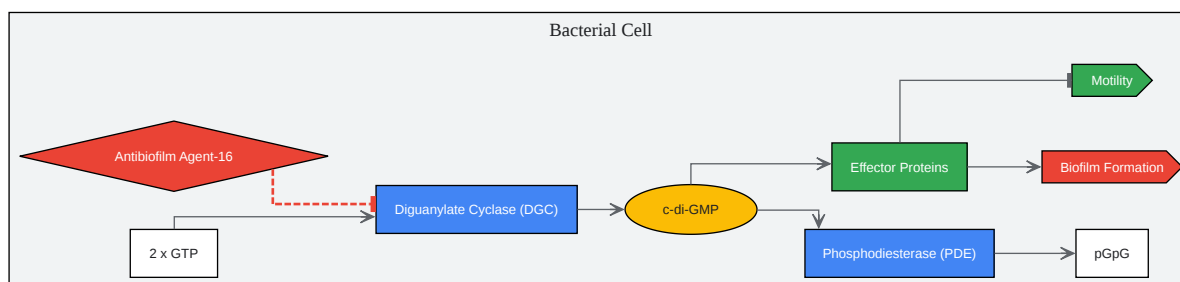 Bacterial Cell
Motility
Antibiofilm Agent-16
Effector Proteins
Biofilm Formation
Diguanylate Cyclase (DGC)
c-di-GMP
2 x GTP
Phosphodiesterase (PDE)
pGpG